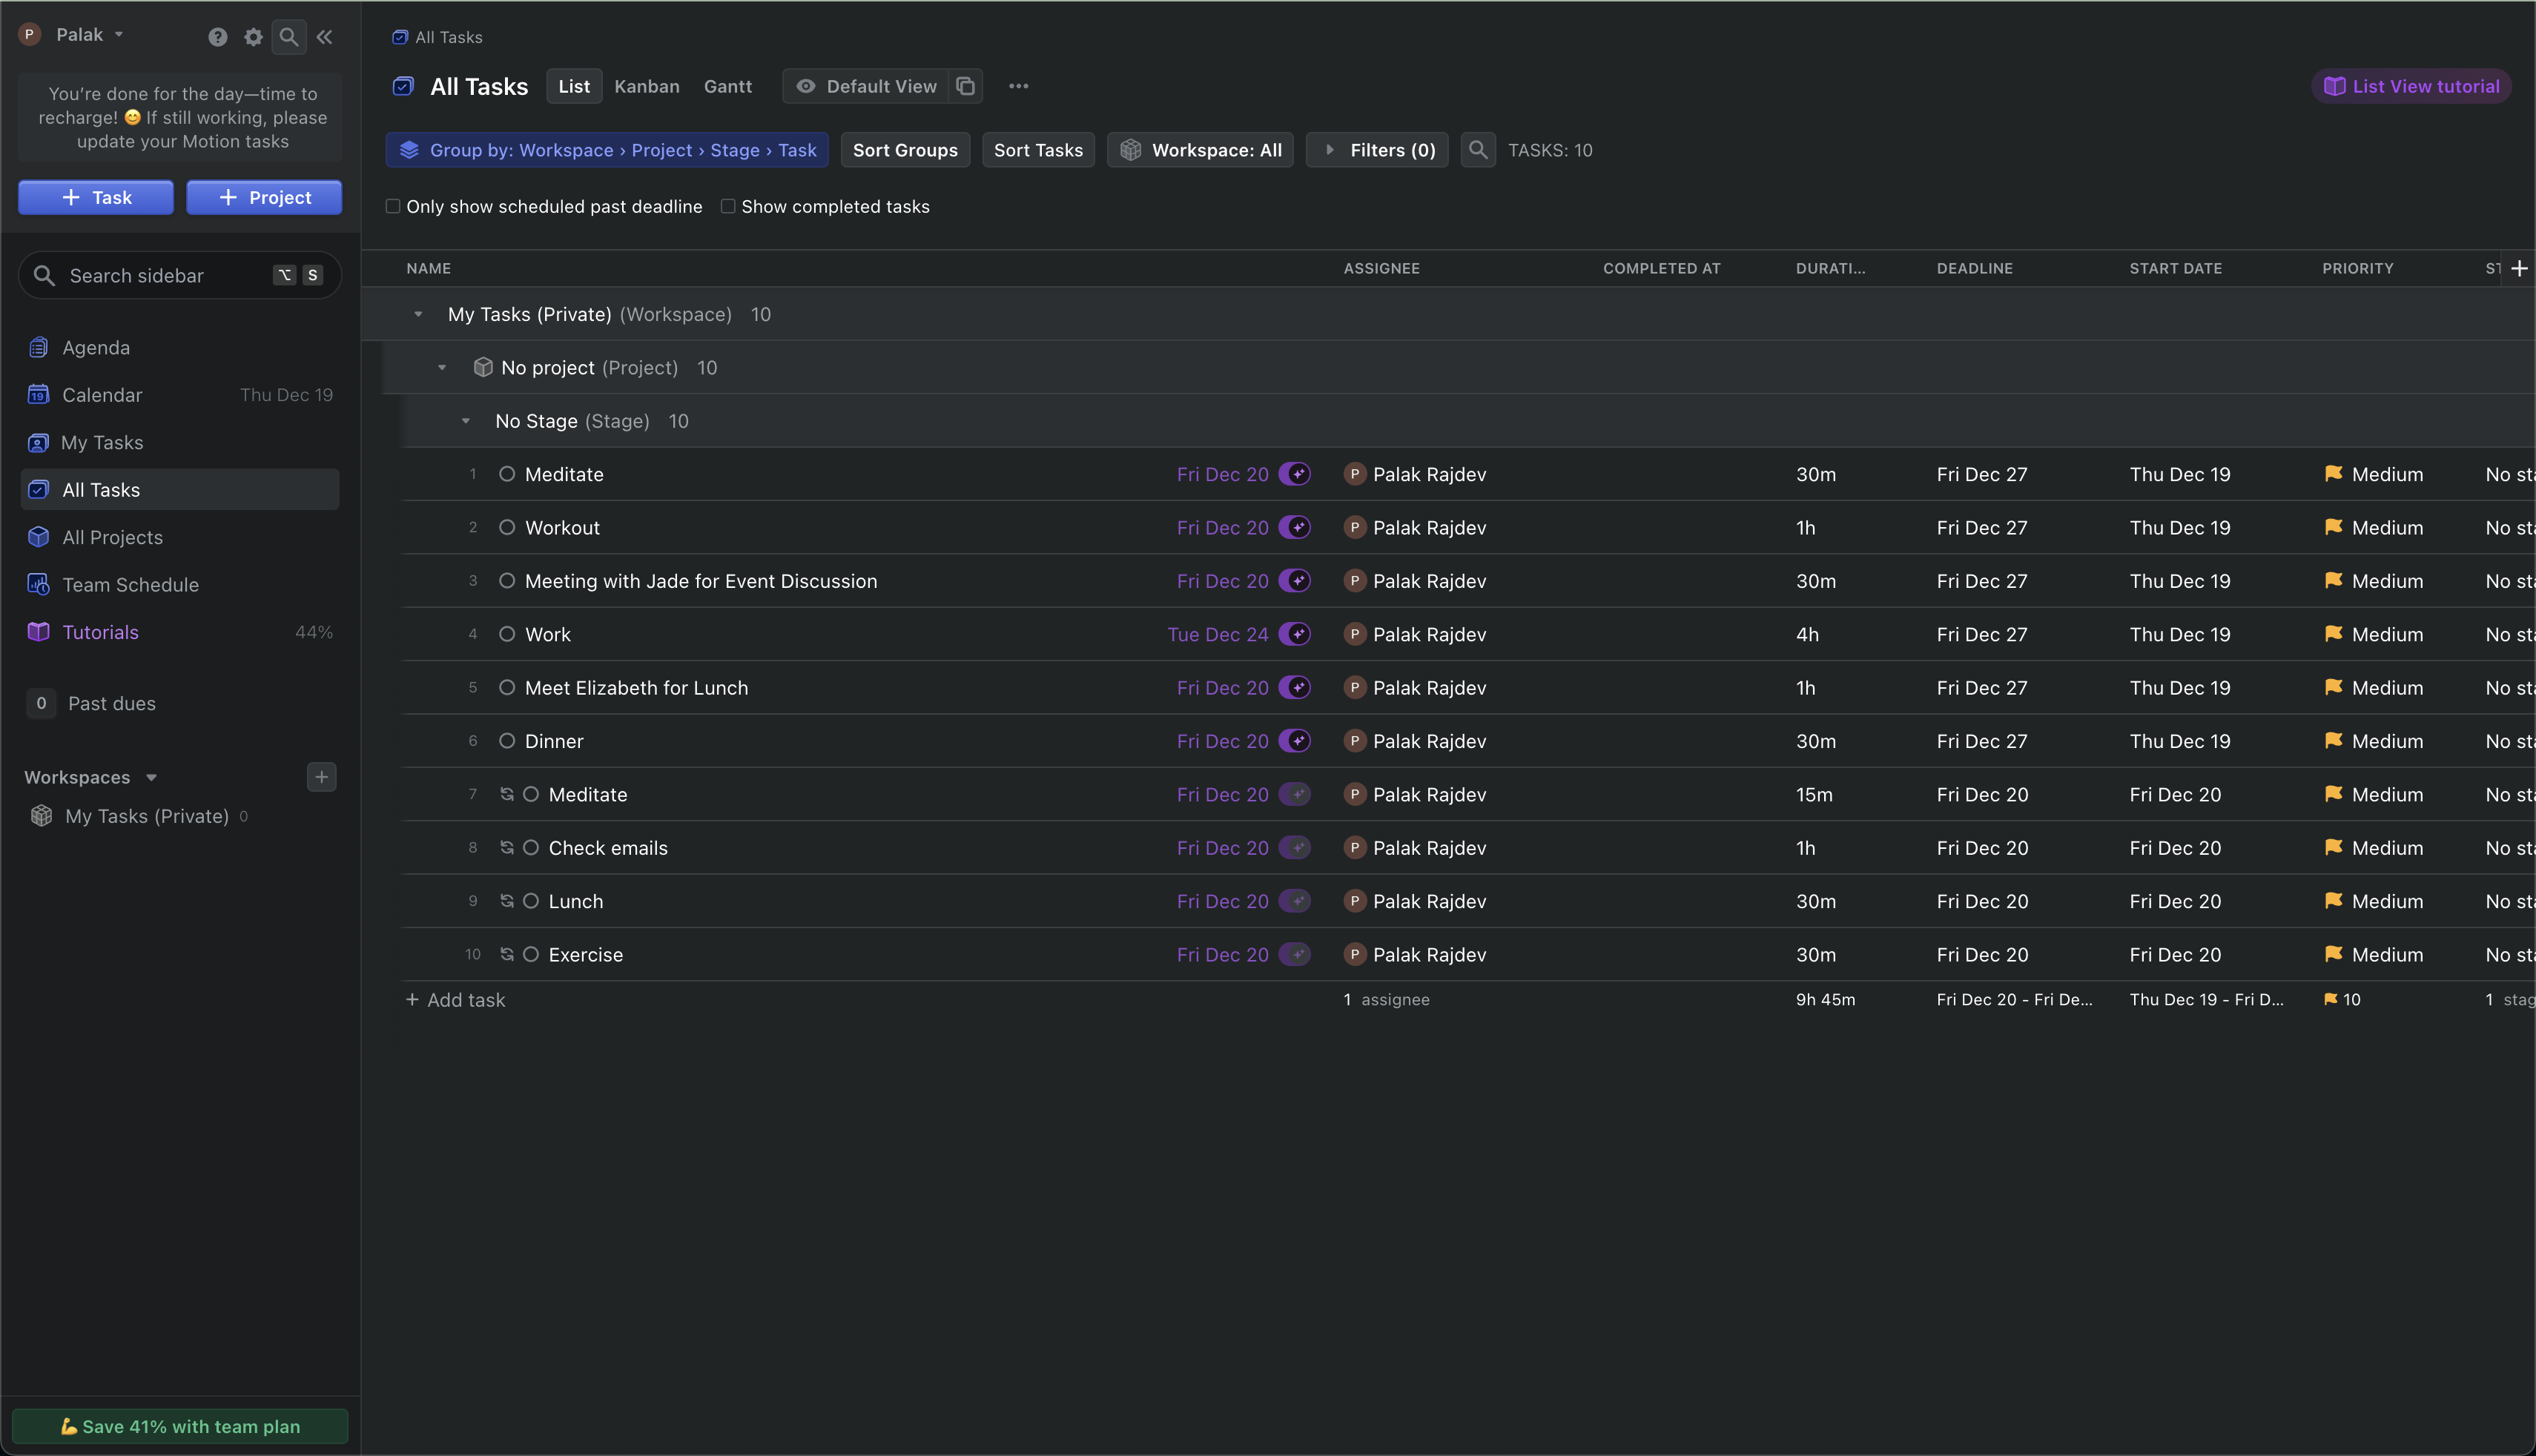 P Palak
You're done for the day—time to
recharge! 😊 If still working, please
update your Motion tasks
+ Task + Project
Search sidebar ⌥ S
Agenda
19 Calendar Thu Dec 19
My Tasks
All Tasks
All Projects
Team Schedule
Tutorials 44%
0 Past dues
Workspaces +
My Tasks (Private) 0
💪 Save 41% with team plan
All Tasks
All Tasks List Kanban Gantt Default View ••• List View tutorial
Group by: Workspace › Project › Stage › Task Sort Groups Sort Tasks Workspace: All Filters (0) TASKS: 10
Only show scheduled past deadline Show completed tasks
NAME ASSIGNEE COMPLETED AT DURATI... DEADLINE START DATE PRIORITY ST +
My Tasks (Private) (Workspace) 10
No project (Project) 10
No Stage (Stage) 10
1 Meditate Fri Dec 20 P Palak Rajdev 30m Fri Dec 27 Thu Dec 19 Medium No sta
2 Workout Fri Dec 20 P Palak Rajdev 1h Fri Dec 27 Thu Dec 19 Medium No sta
3 Meeting with Jade for Event Discussion Fri Dec 20 P Palak Rajdev 30m Fri Dec 27 Thu Dec 19 Medium No sta
4 Work Tue Dec 24 P Palak Rajdev 4h Fri Dec 27 Thu Dec 19 Medium No sta
5 Meet Elizabeth for Lunch Fri Dec 20 P Palak Rajdev 1h Fri Dec 27 Thu Dec 19 Medium No sta
6 Dinner Fri Dec 20 P Palak Rajdev 30m Fri Dec 27 Thu Dec 19 Medium No sta
7 Meditate Fri Dec 20 P Palak Rajdev 15m Fri Dec 20 Fri Dec 20 Medium No sta
8 Check emails Fri Dec 20 P Palak Rajdev 1h Fri Dec 20 Fri Dec 20 Medium No sta
9 Lunch Fri Dec 20 P Palak Rajdev 30m Fri Dec 20 Fri Dec 20 Medium No sta
10 Exercise Fri Dec 20 P Palak Rajdev 30m Fri Dec 20 Fri Dec 20 Medium No sta
+ Add task 1 assignee 9h 45m Fri Dec 20 - Fri De... Thu Dec 19 - Fri D... 10 1 stag